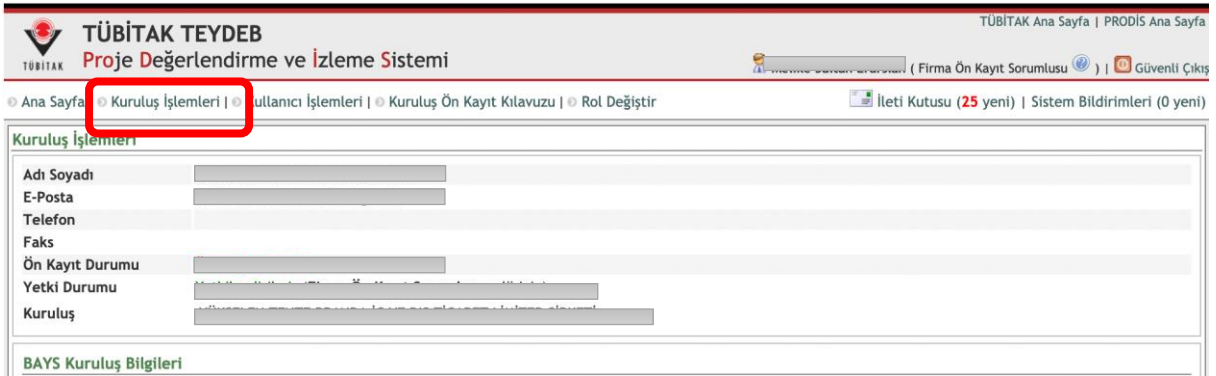 TÜBİTAK Ana Sayfa | PRODİS Ana Sayfa
TÜBİTAK TEYDEB
Proje Değerlendirme ve İzleme Sistemi
TÜBİTAK
( Firma Ön Kayıt Sorumlusu ) | Güvenli Çıkış
Ana Sayfa | Kuruluş İşlemleri | Kullanıcı İşlemleri | Kuruluş Ön Kayıt Kılavuzu | Rol Değiştir
İleti Kutusu (25 yeni) | Sistem Bildirimleri (0 yeni)
Kuruluş İşlemleri
Adı Soyadı
E-Posta
Telefon
Faks
Ön Kayıt Durumu
Yetki Durumu
Kuruluş
BAYS Kuruluş Bilgileri